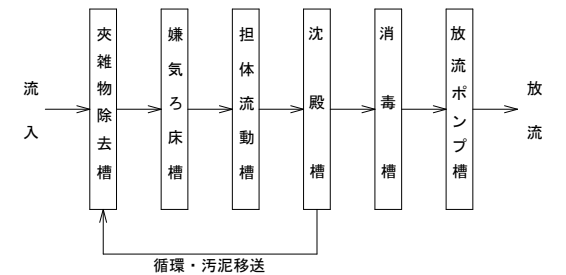 流入
夾雑物除去槽
嫌気ろ床槽
担体流動槽
沈殿槽
消毒槽
放流ポンプ槽
放流
循環・汚泥移送